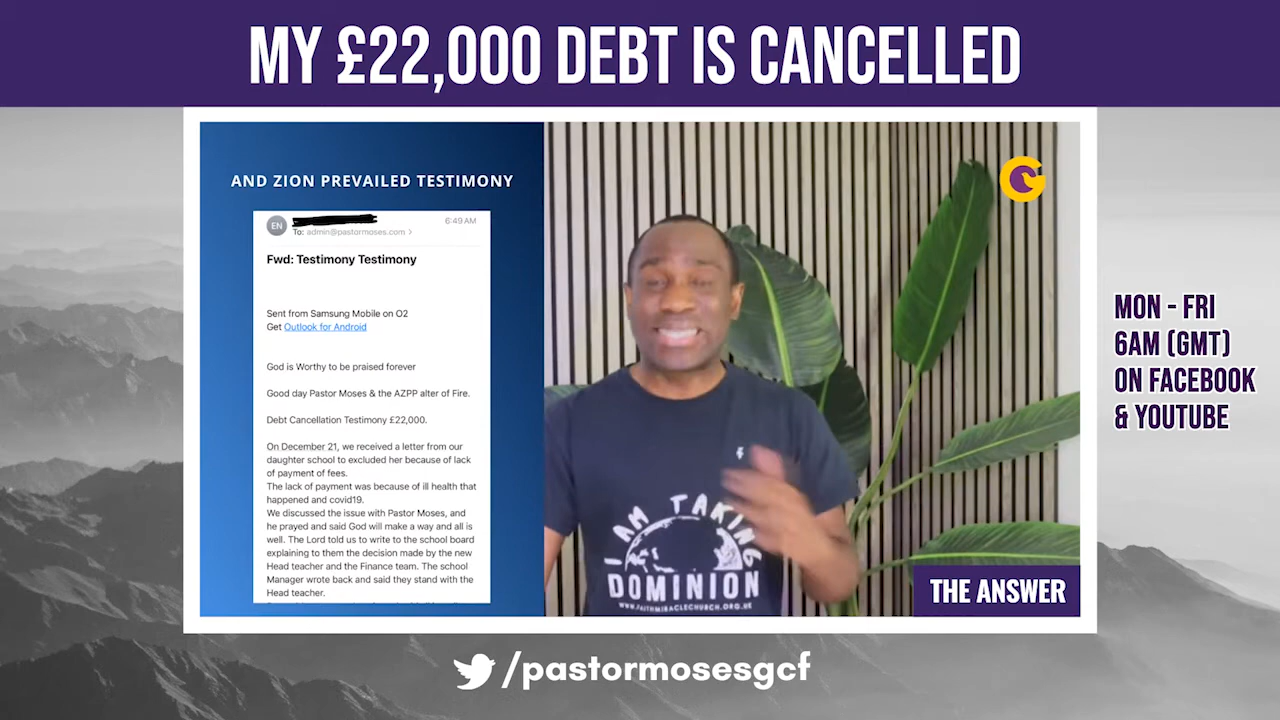 MY £22,000 DEBT IS CANCELLED
AND ZION PREVAILED TESTIMONY
EN
6:49 AM
To: admin@pastormoses.com >
Fwd: Testimony Testimony
Sent from Samsung Mobile on O2
Get Outlook for Android
God is Worthy to be praised forever
Good day Pastor Moses & the AZPP alter of Fire.
Debt Cancellation Testimony £22,000.
On December 21, we received a letter from our
daughter school to excluded her because of lack
of payment of fees.
The lack of payment was because of ill health that
happened and covid19.
We discussed the issue with Pastor Moses, and
he prayed and said God will make a way and all is
well. The Lord told us to write to the school board
explaining to them the decision made by the new
Head teacher and the Finance team. The school
Manager wrote back and said they stand with the
Head teacher.
I AM TAKING
DOMINION
WWW.FAITHMIRACLECHURCH.ORG.UK
THE ANSWER
MON - FRI
6AM (GMT)
ON FACEBOOK
& YOUTUBE
/pastormosesgcf